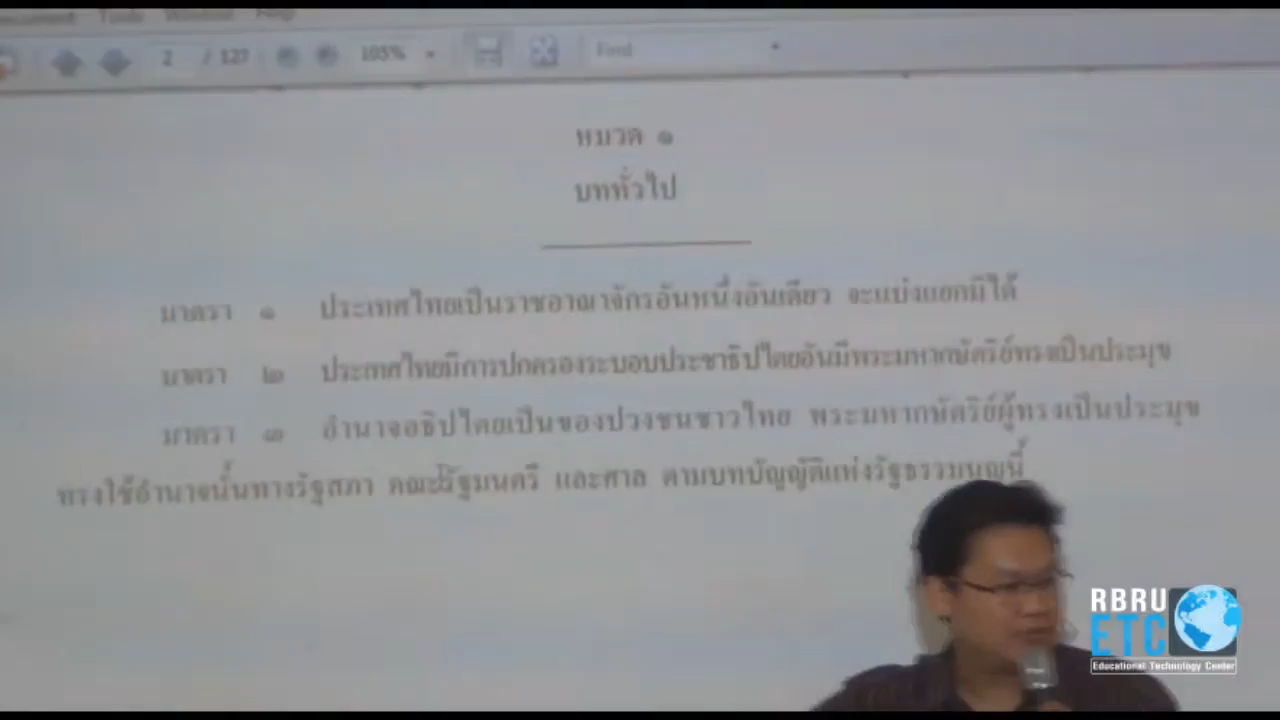 Document Tools Window Help
2 / 127 105% Find
หมวด ๑
บททั่วไป
มาตรา ๑ ประเทศไทยเป็นราชอาณาจักรอันหนึ่งอันเดียว จะแบ่งแยกมิได้
มาตรา ๒ ประเทศไทยมีการปกครองระบอบประชาธิปไตยอันมีพระมหากษัตริย์ทรงเป็นประมุข
มาตรา ๓ อำนาจอธิปไตยเป็นของปวงชนชาวไทย พระมหากษัตริย์ผู้ทรงเป็นประมุข
ทรงใช้อำนาจนั้นทางรัฐสภา คณะรัฐมนตรี และศาล ตามบทบัญญัติแห่งรัฐธรรมนูญนี้
RBRU
ETC
Educational Technology Center